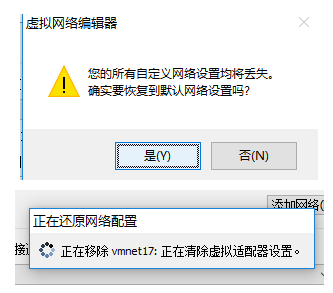 虚拟网络编辑器
您的所有自定义网络设置均将丢失。
确实要恢复到默认网络设置吗?
是(Y)
否(N)
添加网络(
正在还原网络配置
正在移除 vmnet17: 正在清除虚拟适配器设置。